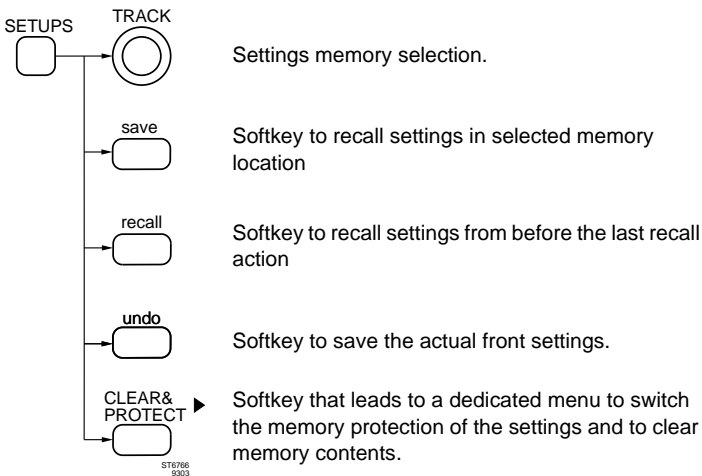 SETUPS
TRACK
Settings memory selection.
save
Softkey to recall settings in selected memory
location
recall
Softkey to recall settings from before the last recall
action
undo
Softkey to save the actual front settings.
CLEAR&
PROTECT
Softkey that leads to a dedicated menu to switch
the memory protection of the settings and to clear
memory contents.
ST6766
9303